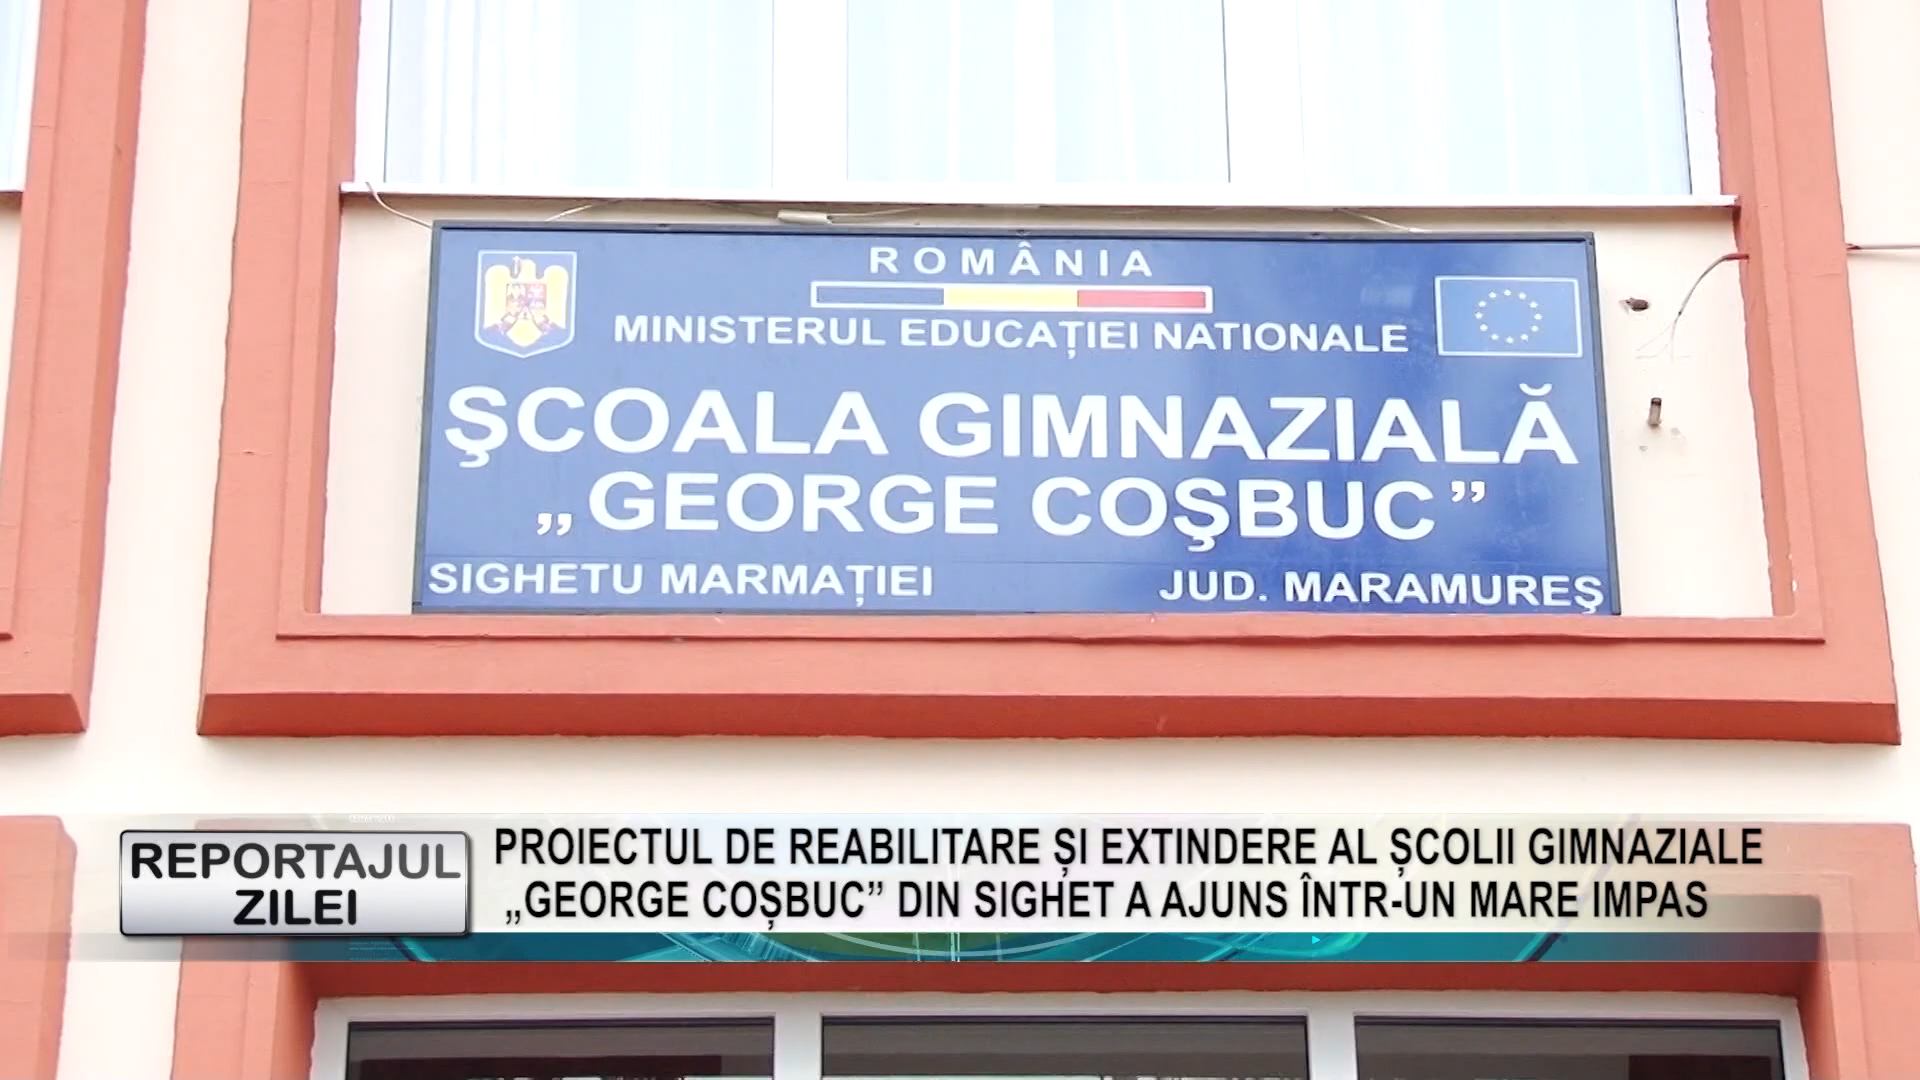 ROMÂNIA
MINISTERUL EDUCAȚIEI NATIONALE
ŞCOALA GIMNAZIALĂ
„GEORGE COŞBUC”
SIGHETU MARMAȚIEI
JUD. MARAMUREŞ
REPORTAJUL
ZILEI
PROIECTUL DE REABILITARE ȘI EXTINDERE AL ȘCOLII GIMNAZIALE
„GEORGE COȘBUC” DIN SIGHET A AJUNS ÎNTR-UN MARE IMPAS